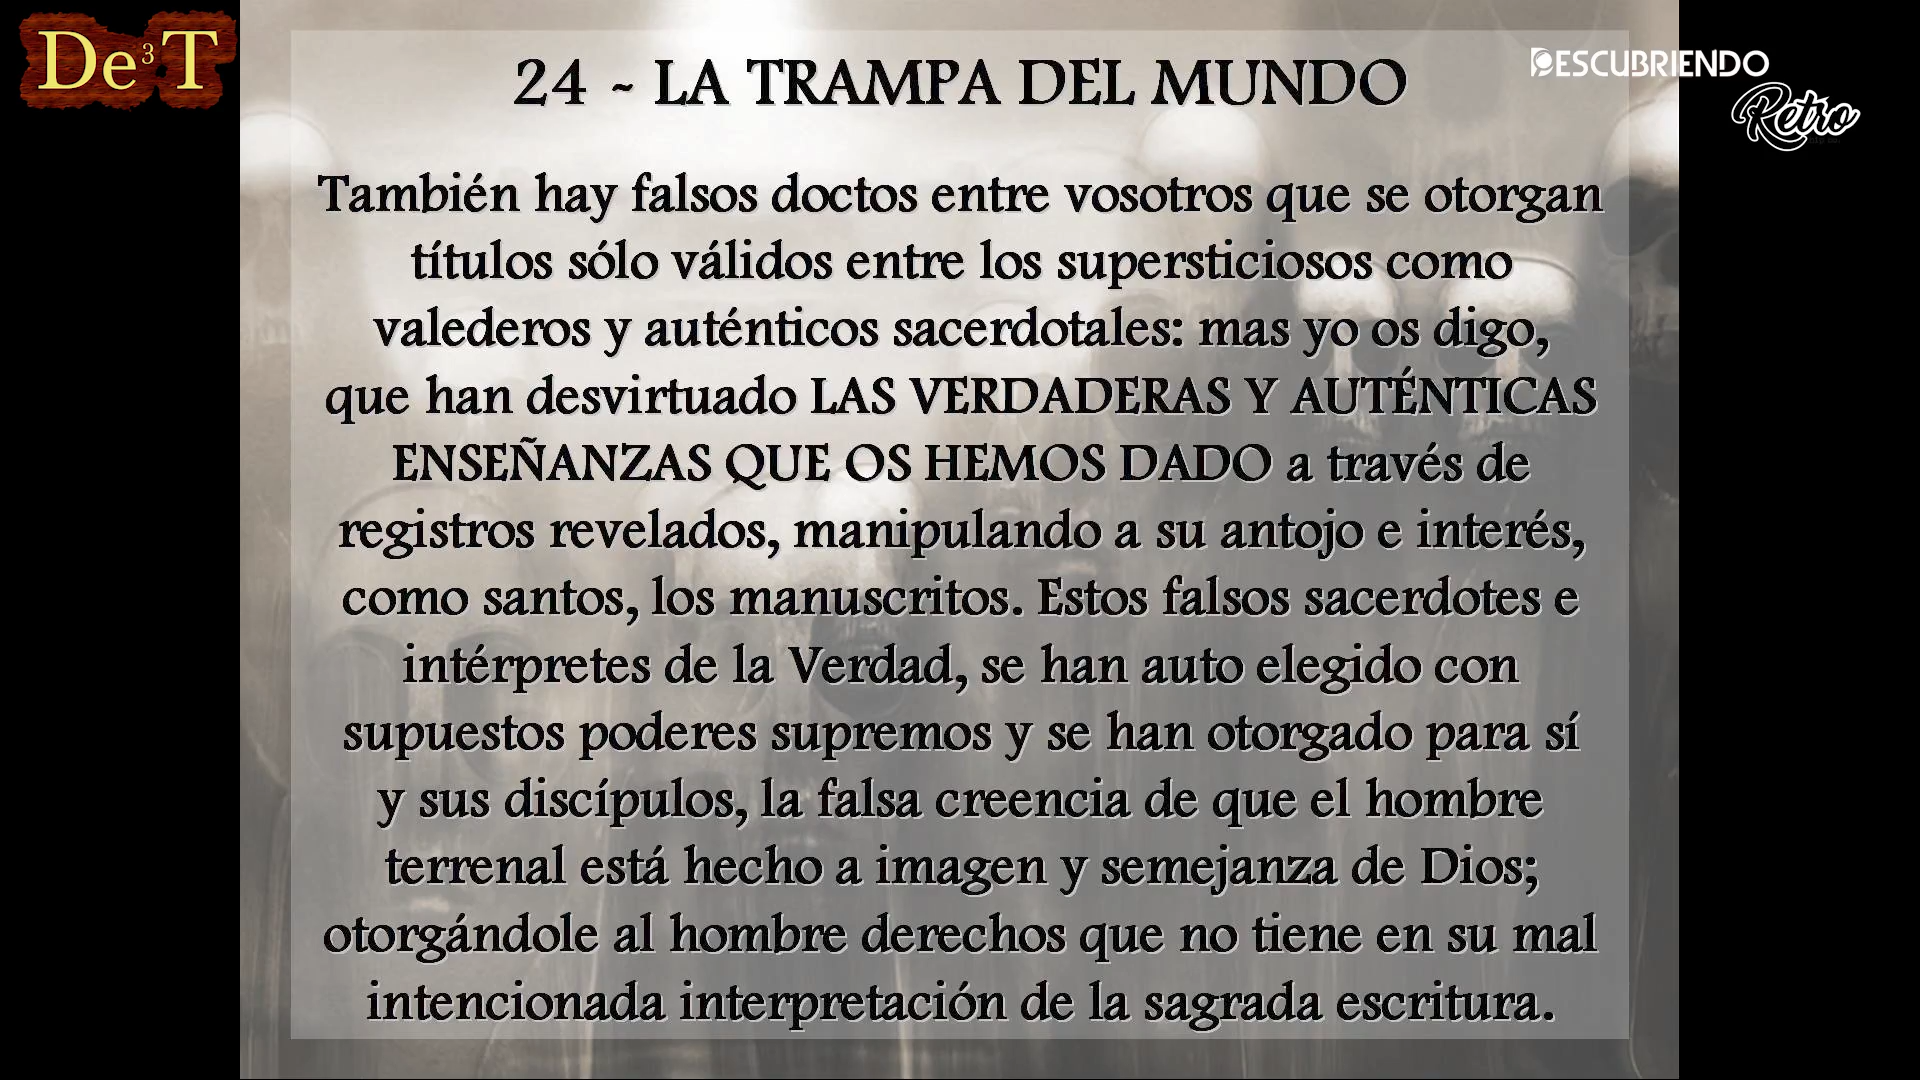 De³T
24 ~ LA TRAMPA DEL MUNDO
DESCUBRIENDO
Retro
También hay falsos doctos entre vosotros que se otorgan
títulos sólo válidos entre los supersticiosos como
valederos y auténticos sacerdotales: mas yo os digo,
que han desvirtuado LAS VERDADERAS Y AUTÉNTICAS
ENSEÑANZAS QUE OS HEMOS DADO a través de
registros revelados, manipulando a su antojo e interés,
como santos, los manuscritos. Estos falsos sacerdotes e
intérpretes de la Verdad, se han auto elegido con
supuestos poderes supremos y se han otorgado para sí
y sus discípulos, la falsa creencia de que el hombre
terrenal está hecho a imagen y semejanza de Dios;
otorgándole al hombre derechos que no tiene en su mal
intencionada interpretación de la sagrada escritura.